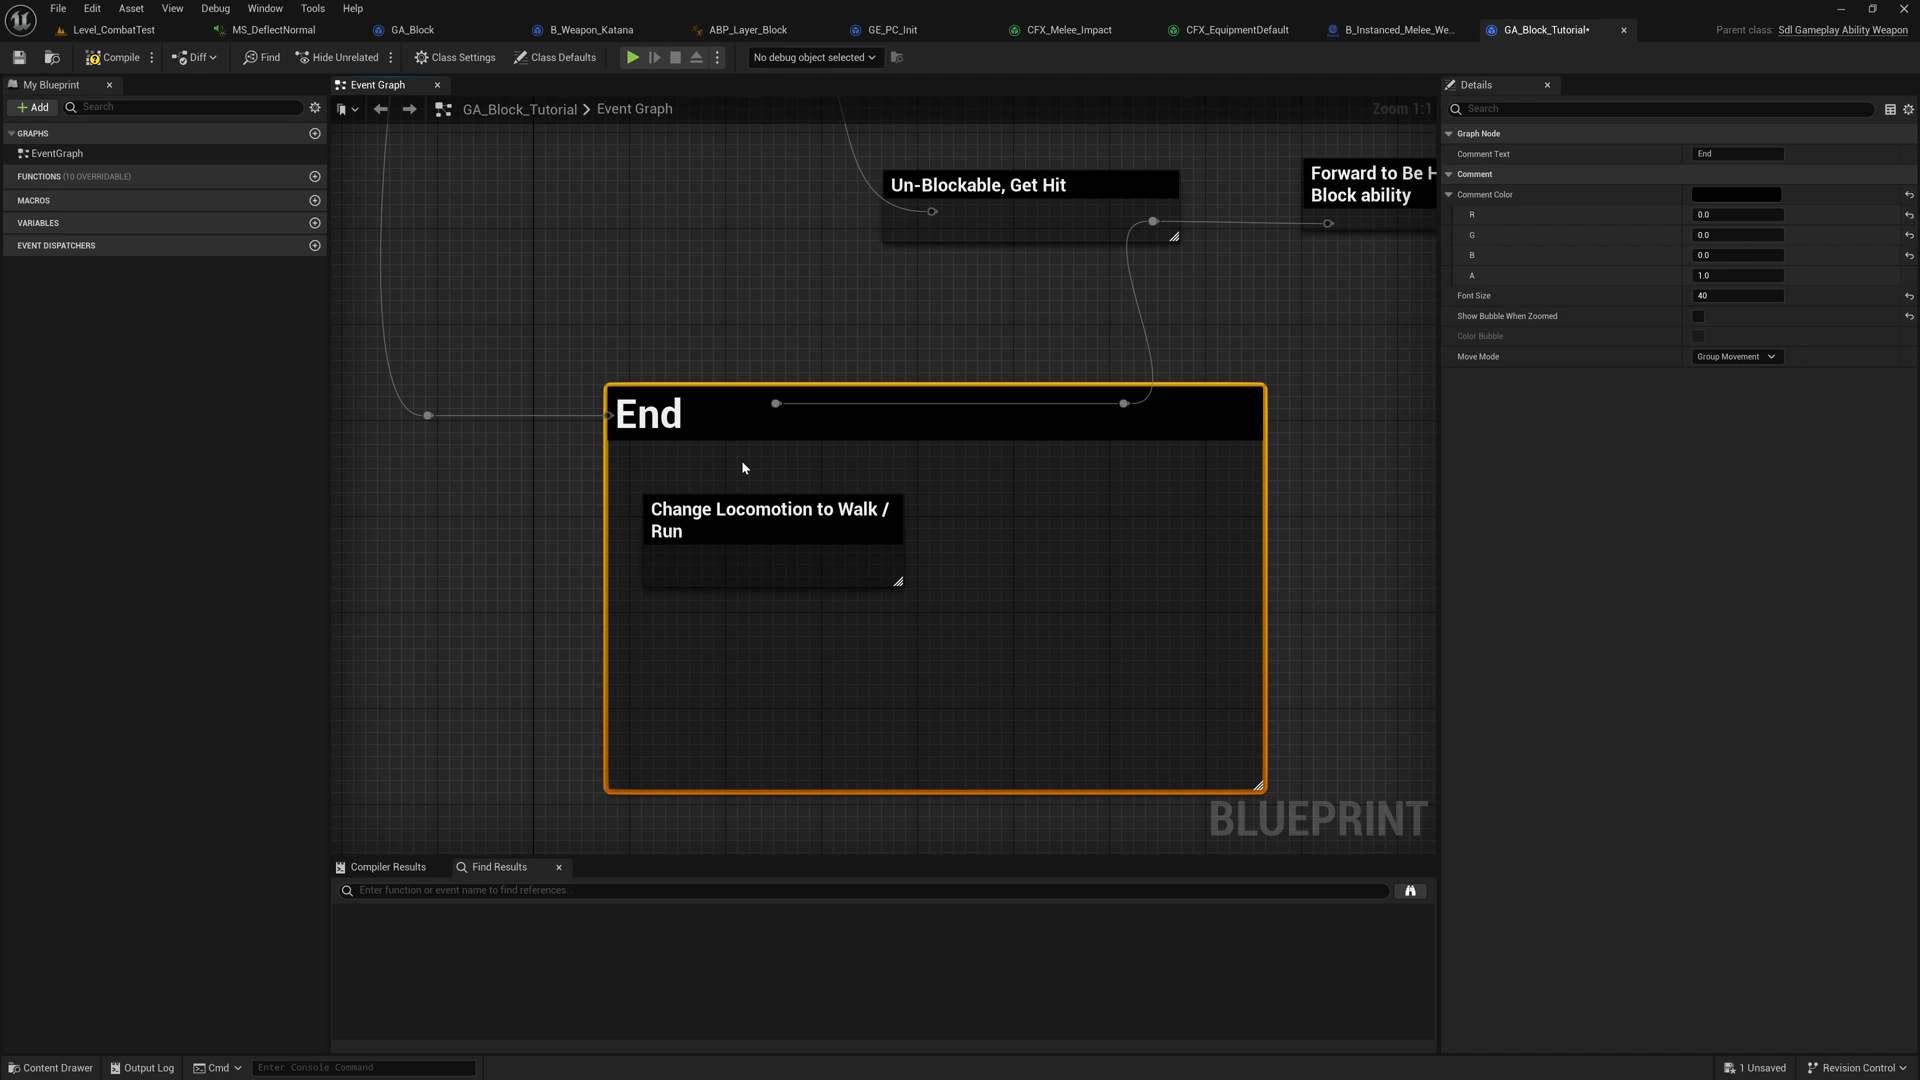 File Edit Asset View Debug Window Tools Help
Level_CombatTest MS_DeflectNormal GA_Block B_Weapon_Katana ABP_Layer_Block GE_PC_Init CFX_Melee_Impact CFX_EquipmentDefault B_Instanced_Melee_We... GA_Block_Tutorial• Parent class: Sdl Gameplay Ability Weapon
Compile Diff Find Hide Unrelated Class Settings Class Defaults No debug object selected
My Blueprint Event Graph Details
+ Add Search GA_Block_Tutorial > Event Graph Zoom 1:1 Search
GRAPHS
EventGraph
FUNCTIONS (10 OVERRIDABLE)
MACROS
VARIABLES
EVENT DISPATCHERS
Un-Blockable, Get Hit
Forward to Be H
Block ability
End
Change Locomotion to Walk /
Run
BLUEPRINT
Graph Node
Comment Text End
Comment
Comment Color
R 0.0
G 0.0
B 0.0
A 1.0
Font Size 40
Show Bubble When Zoomed
Color Bubble
Move Mode Group Movement
Compiler Results Find Results
Enter function or event name to find references...
Content Drawer Output Log Cmd Enter Console Command 1 Unsaved Revision Control